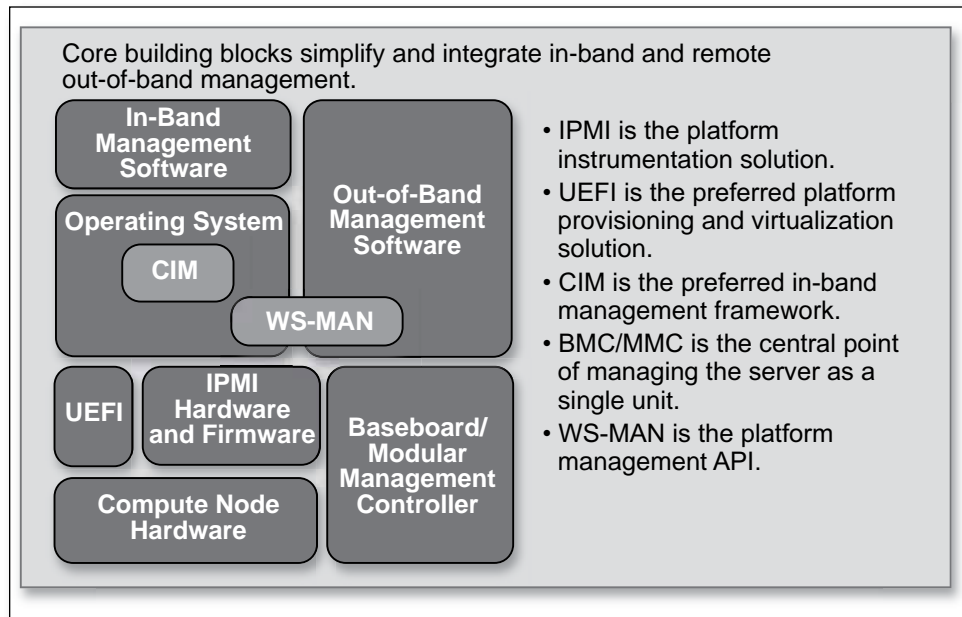 Core building blocks simplify and integrate in-band and remote
out-of-band management.
In-Band
Management
Software
Operating System
CIM
Out-of-Band
Management
Software
WS-MAN
UEFI
IPMI
Hardware
and Firmware
Baseboard/
Modular
Management
Controller
Compute Node
Hardware
• IPMI is the platform
instrumentation solution.
• UEFI is the preferred platform
provisioning and virtualization
solution.
• CIM is the preferred in-band
management framework.
• BMC/MMC is the central point
of managing the server as a
single unit.
• WS-MAN is the platform
management API.